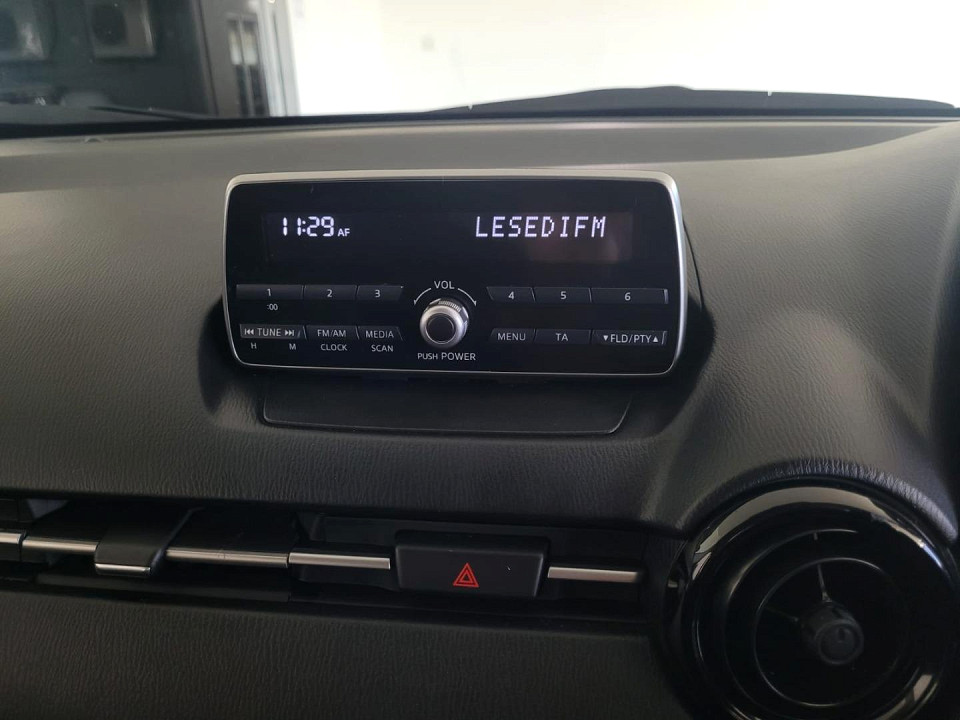 11:29 AF LESEDIFM
VOL
1 2 3 4 5 6
:00
⏮ TUNE ⏭ FM/AM MEDIA MENU TA ▼FLD/PTY▲
H M CLOCK SCAN
PUSH POWER